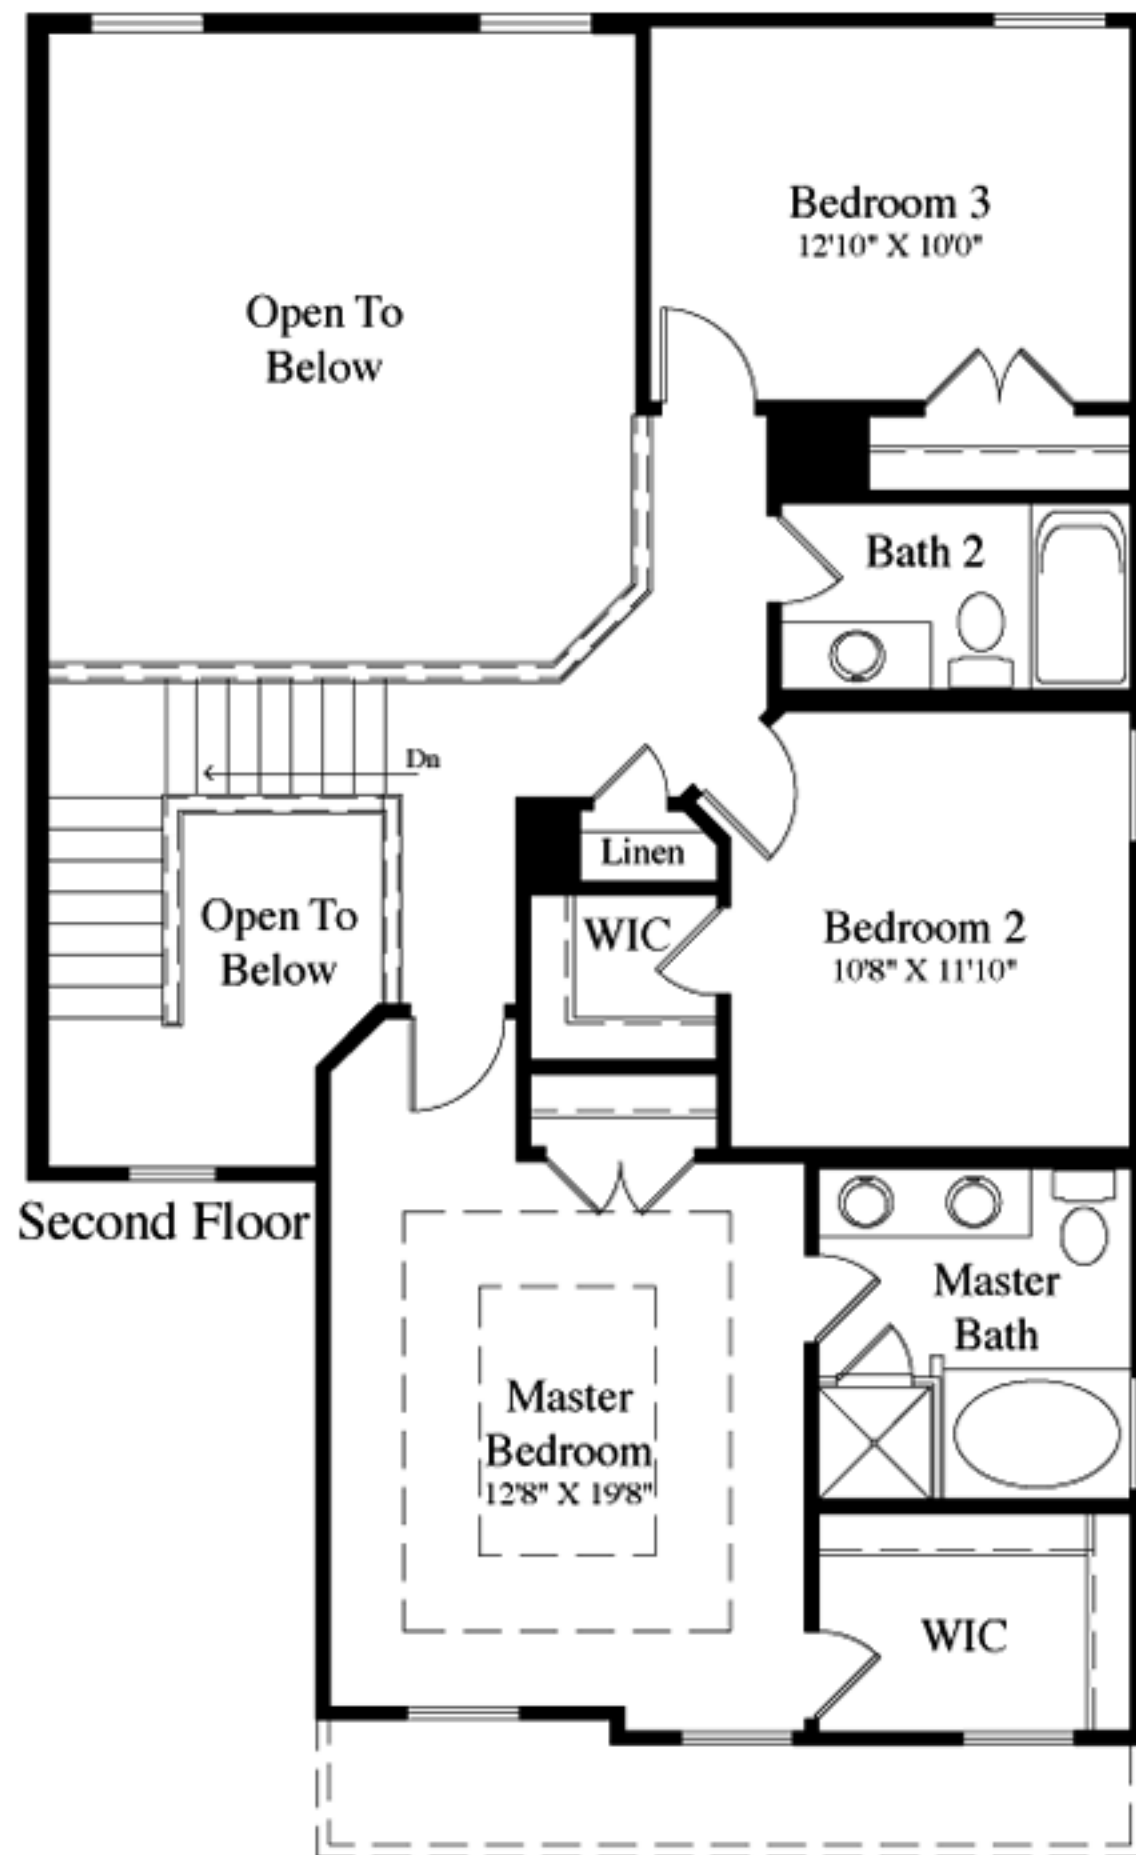 Bedroom 3
12'10" X 10'0"
Open To
Below
Bath 2
Dn
Linen
WIC
Open To
Below
Bedroom 2
10'8" X 11'10"
Second Floor
Master
Bath
Master
Bedroom
12'8" X 19'8"
WIC